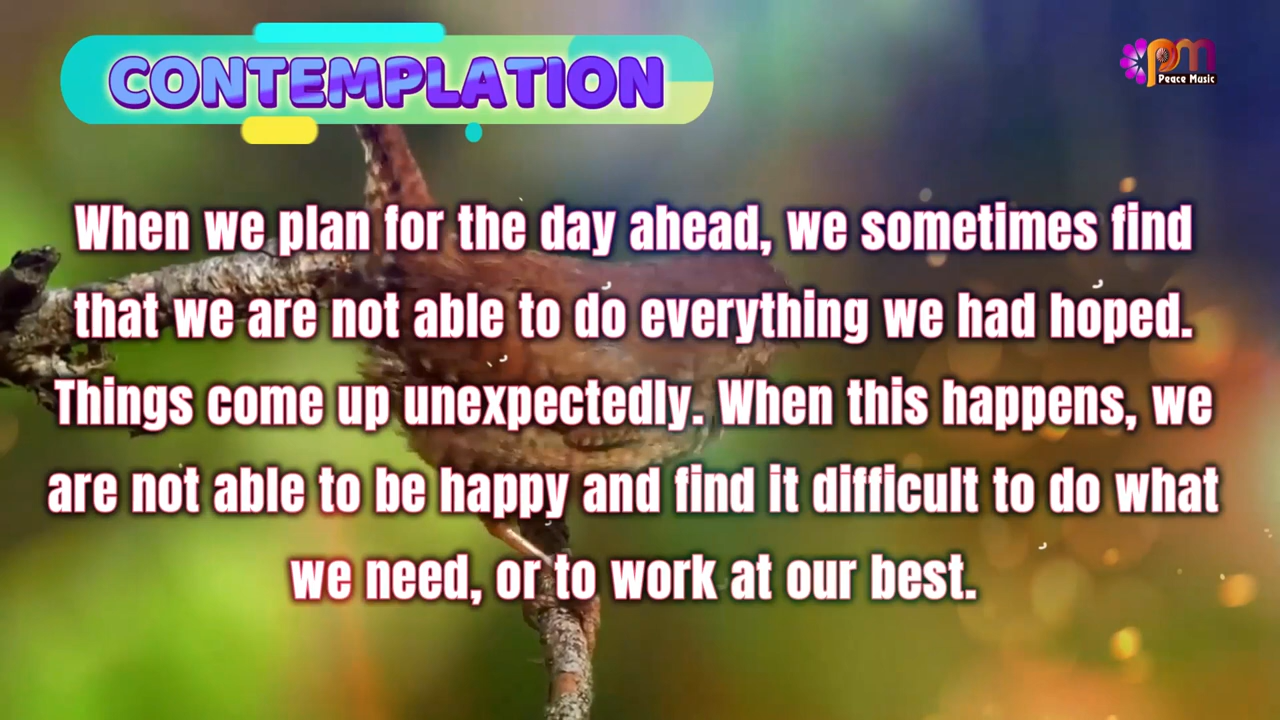 CONTEMPLATION
pm
Peace Music
When we plan for the day ahead, we sometimes find
that we are not able to do everything we had hoped.
Things come up unexpectedly. When this happens, we
are not able to be happy and find it difficult to do what
we need, or to work at our best.